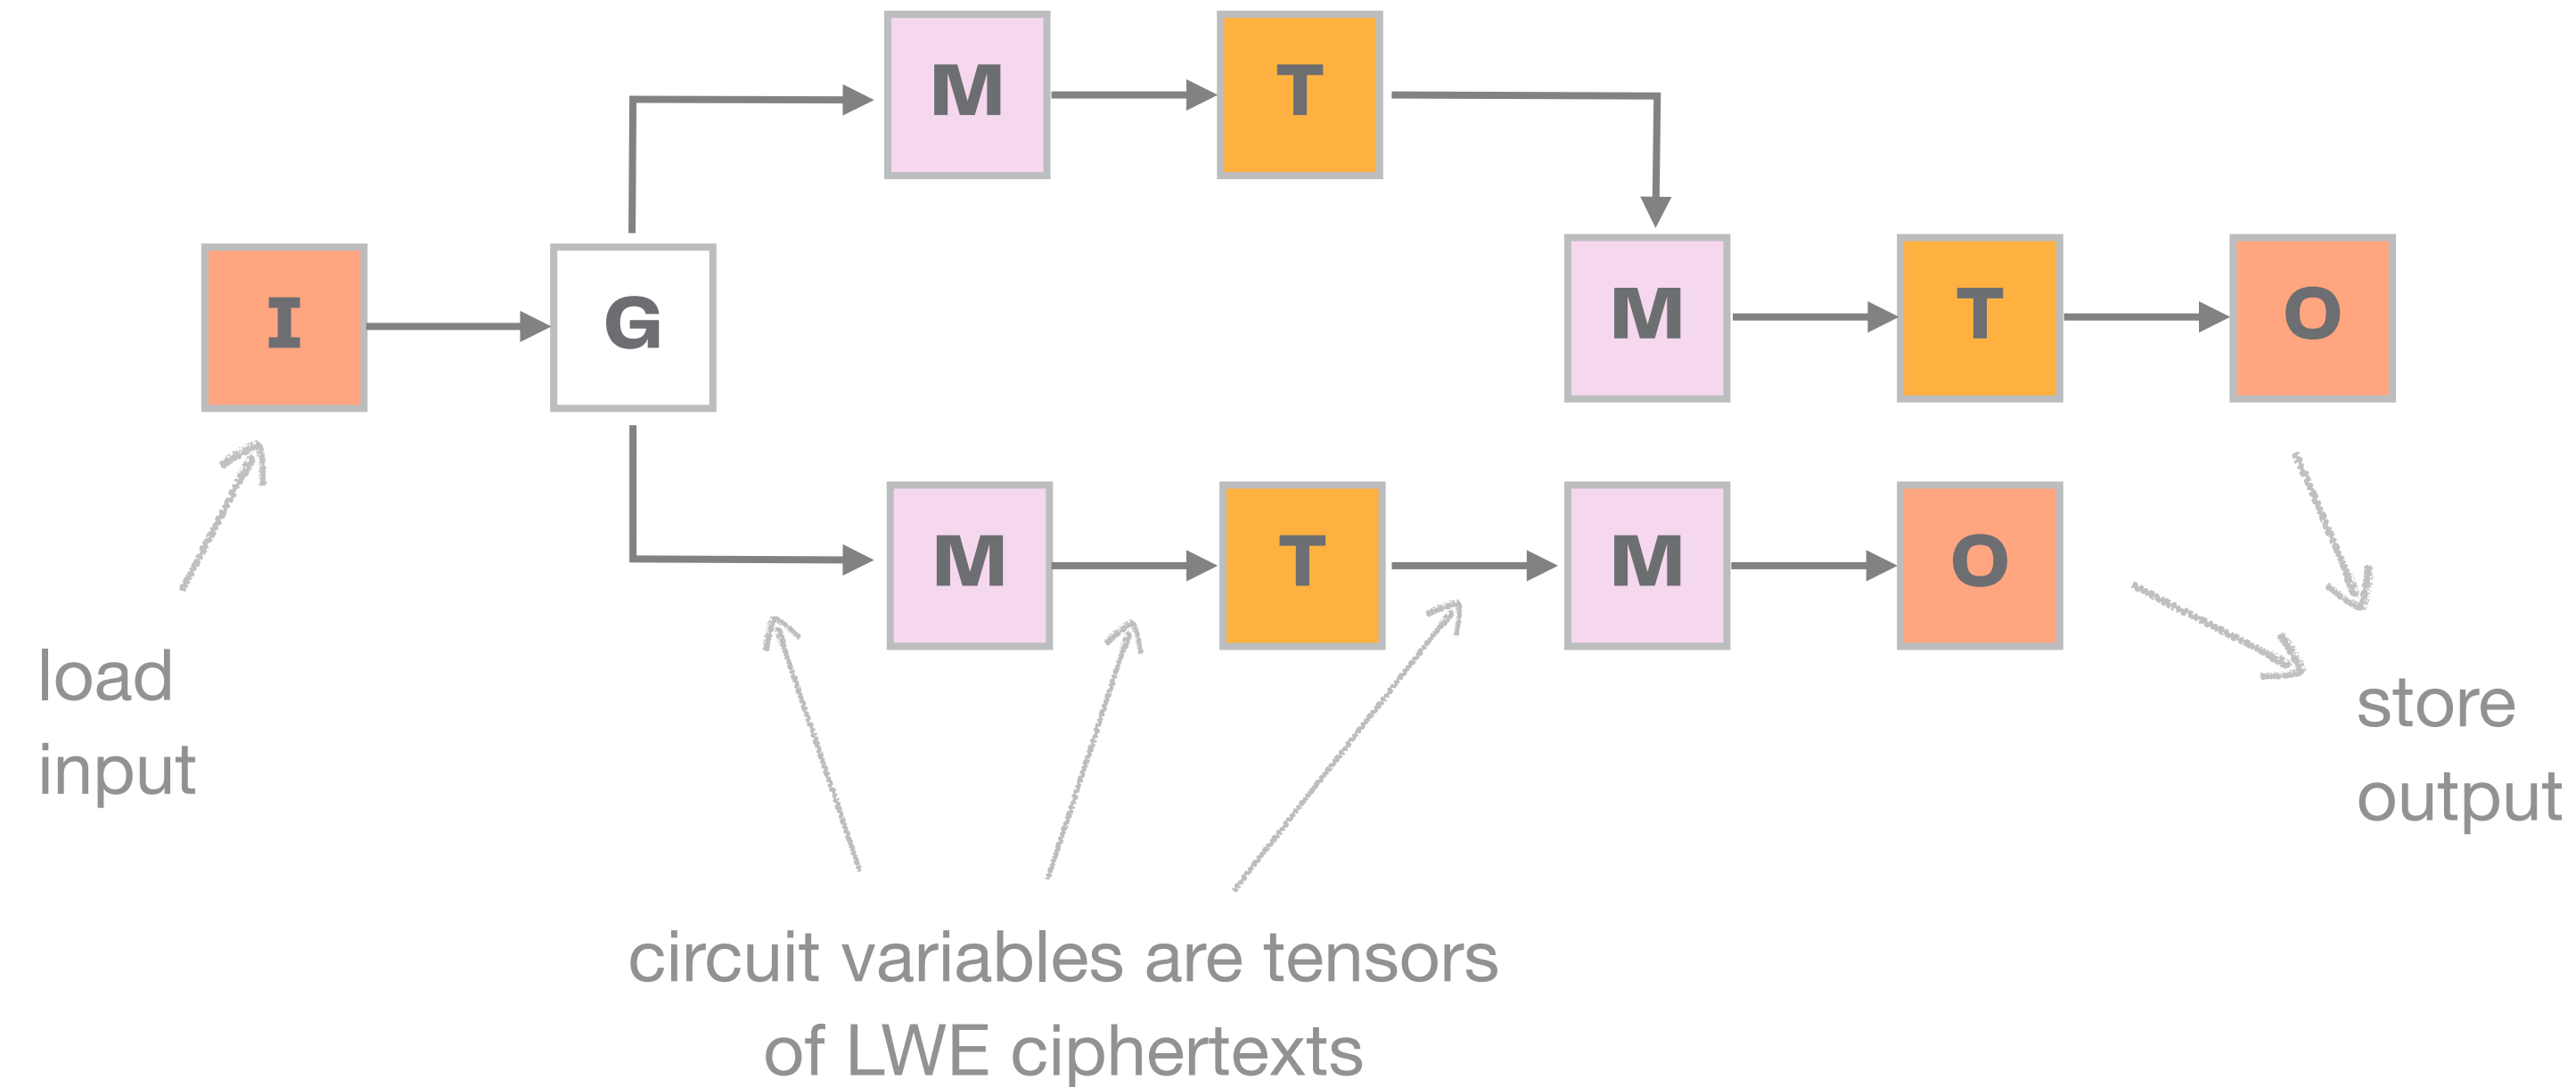 M
T
I
G
M
T
O
M
T
M
O
load
input
store
output
circuit variables are tensors
of LWE ciphertexts